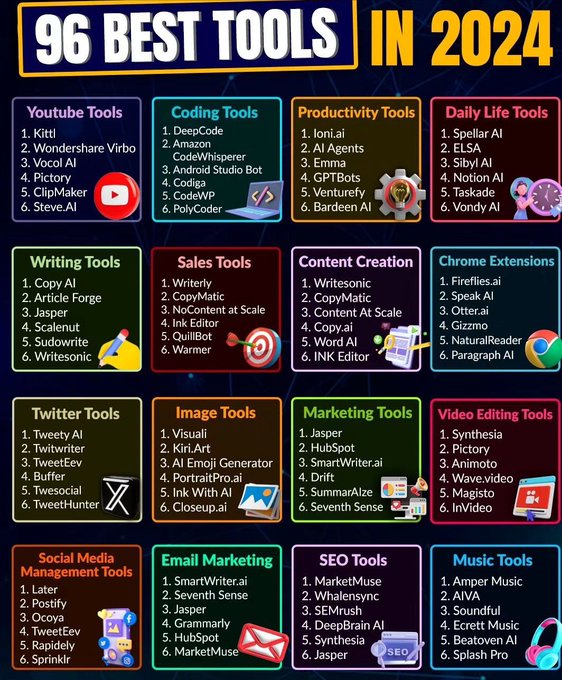 96 BEST TOOLS IN 2024
Youtube Tools
1. Kittl
2. Wondershare Virbo
3. Vocol AI
4. Pictory
5. ClipMaker
6. Steve.AI
Coding Tools
1. DeepCode
2. Amazon
CodeWhisperer
3. Android Studio Bot
4. Codiga
5. CodeWP
6. PolyCoder
Productivity Tools
1. Ioni.ai
2. AI Agents
3. Emma
4. GPTBots
5. Venturefy
6. Bardeen AI
Daily Life Tools
1. Spellar AI
2. ELSA
3. Sibyl AI
4. Notion AI
5. Taskade
6. Vondy AI
Writing Tools
1. Copy AI
2. Article Forge
3. Jasper
4. Scalenut
5. Sudowrite
6. Writesonic
Sales Tools
1. Writerly
2. CopyMatic
3. NoContent at Scale
4. Ink Editor
5. QuillBot
6. Warmer
Content Creation
1. Writesonic
2. CopyMatic
3. Content At Scale
4. Copy.ai
5. Word AI
6. INK Editor
Chrome Extensions
1. Fireflies.ai
2. Speak AI
3. Otter.ai
4. Gizzmo
5. NaturalReader
6. Paragraph AI
Twitter Tools
1. Tweety AI
2. Twitwriter
3. TweetEev
4. Buffer
5. Twesocial
6. TweetHunter
Image Tools
1. Visuali
2. Kiri.Art
3. AI Emoji Generator
4. PortraitPro.ai
5. Ink With AI
6. Closeup.ai
Marketing Tools
1. Jasper
2. HubSpot
3. SmartWriter.ai
4. Drift
5. SummarAIze
6. Seventh Sense
Video Editing Tools
1. Synthesia
2. Pictory
3. Animoto
4. Wave.video
5. Magisto
6. InVideo
Social Media
Management Tools
1. Later
2. Postify
3. Ocoya
4. TweetEev
5. Rapidely
6. Sprinklr
Email Marketing
1. SmartWriter.ai
2. Seventh Sense
3. Jasper
4. Grammarly
5. HubSpot
6. MarketMuse
SEO Tools
1. MarketMuse
2. Whalensync
3. SEMrush
4. DeepBrain AI
5. Synthesia
6. Jasper
SEO
Music Tools
1. Amper Music
2. AIVA
3. Soundful
4. Ecrett Music
5. Beatoven AI
6. Splash Pro